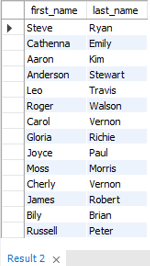 first_name last_name
Steve Ryan
Cathenna Emily
Aaron Kim
Anderson Stewart
Leo Travis
Roger Walson
Carol Vernon
Gloria Richie
Joyce Paul
Moss Morris
Cherly Vernon
James Robert
Bily Brian
Russell Peter
Result 2 ×